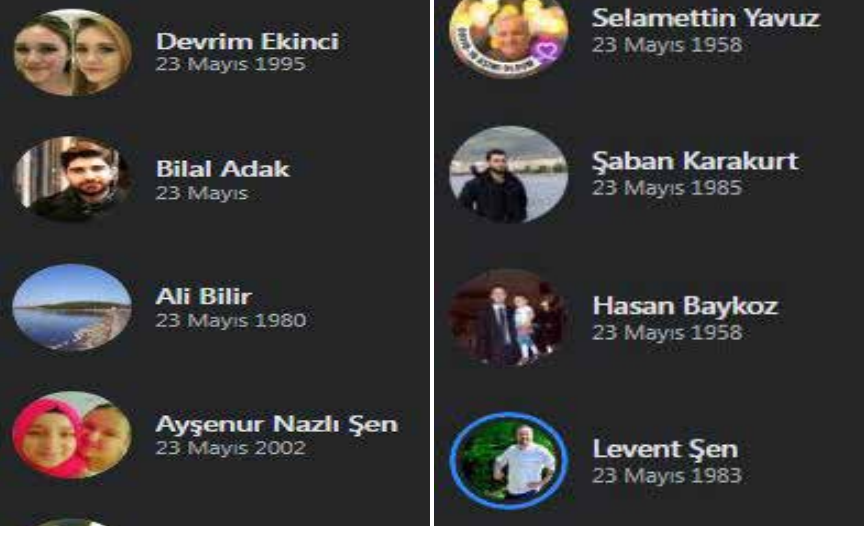 Devrim Ekinci
23 Mayıs 1995
Bilal Adak
23 Mayıs
Ali Bilir
23 Mayıs 1980
Ayşenur Nazlı Şen
23 Mayıs 2002
Selamettin Yavuz
23 Mayıs 1958
Şaban Karakurt
23 Mayıs 1985
Hasan Baykoz
23 Mayıs 1958
Levent Şen
23 Mayıs 1983